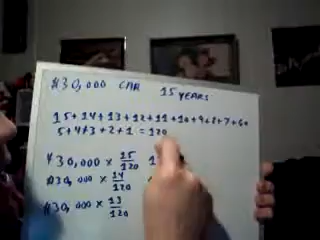 $30,000 CAR 15 YEARS
15+14+13+12+11+10+9+8+7+6+
5+4+3+2+1=120
$30,000 × 15/120
$30,000 × 14/120
$30,000 × 13/120